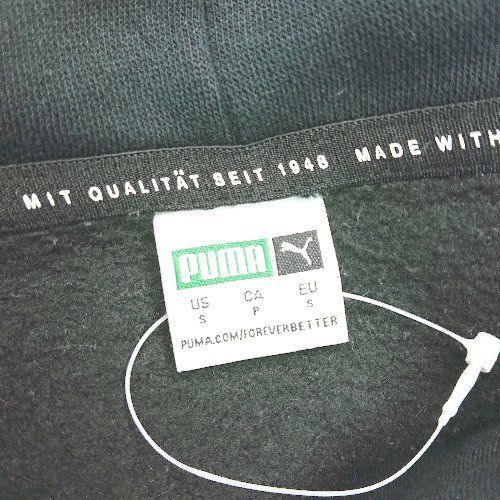 MIT QUALITÄT SEIT 1948 MADE WITH
PUMA
US CA EU
S P S
PUMA.COM/FOREVERBETTER